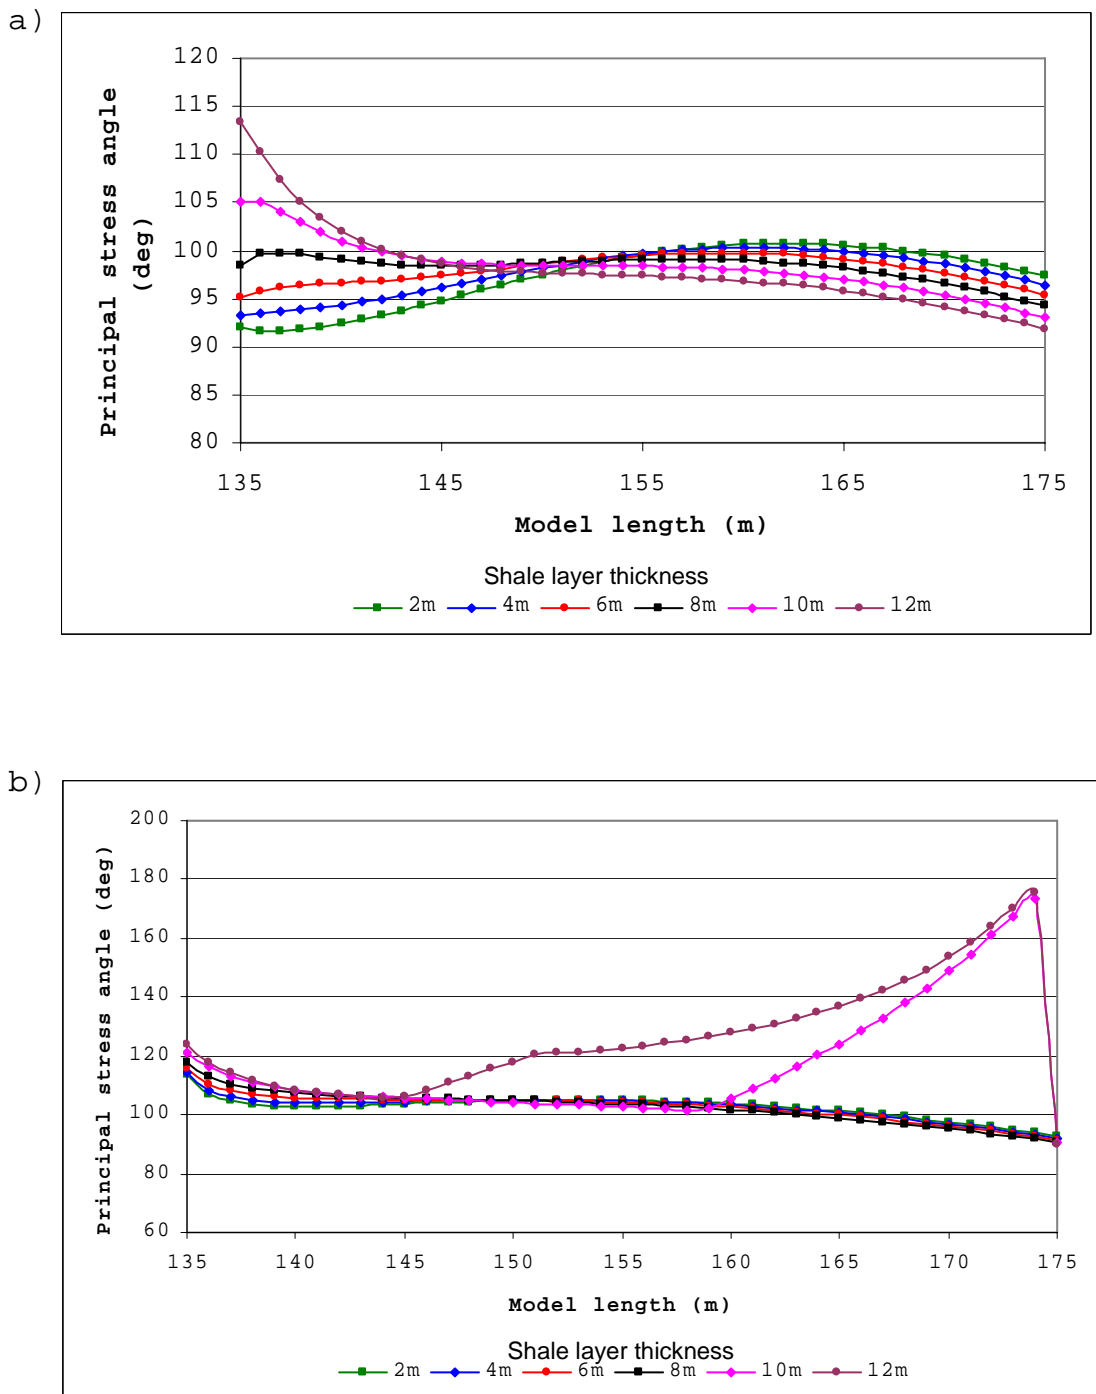 a)
120
115
110
105
100
95
90
85
80
Principal stress angle
(deg)
135 145 155 165 175
Model length (m)
Shale layer thickness
2m 4m 6m 8m 10m 12m
b)
200
180
160
140
120
100
80
60
Principal stress angle (deg)
135 140 145 150 155 160 165 170 175
Model length (m)
Shale layer thickness
2m 4m 6m 8m 10m 12m